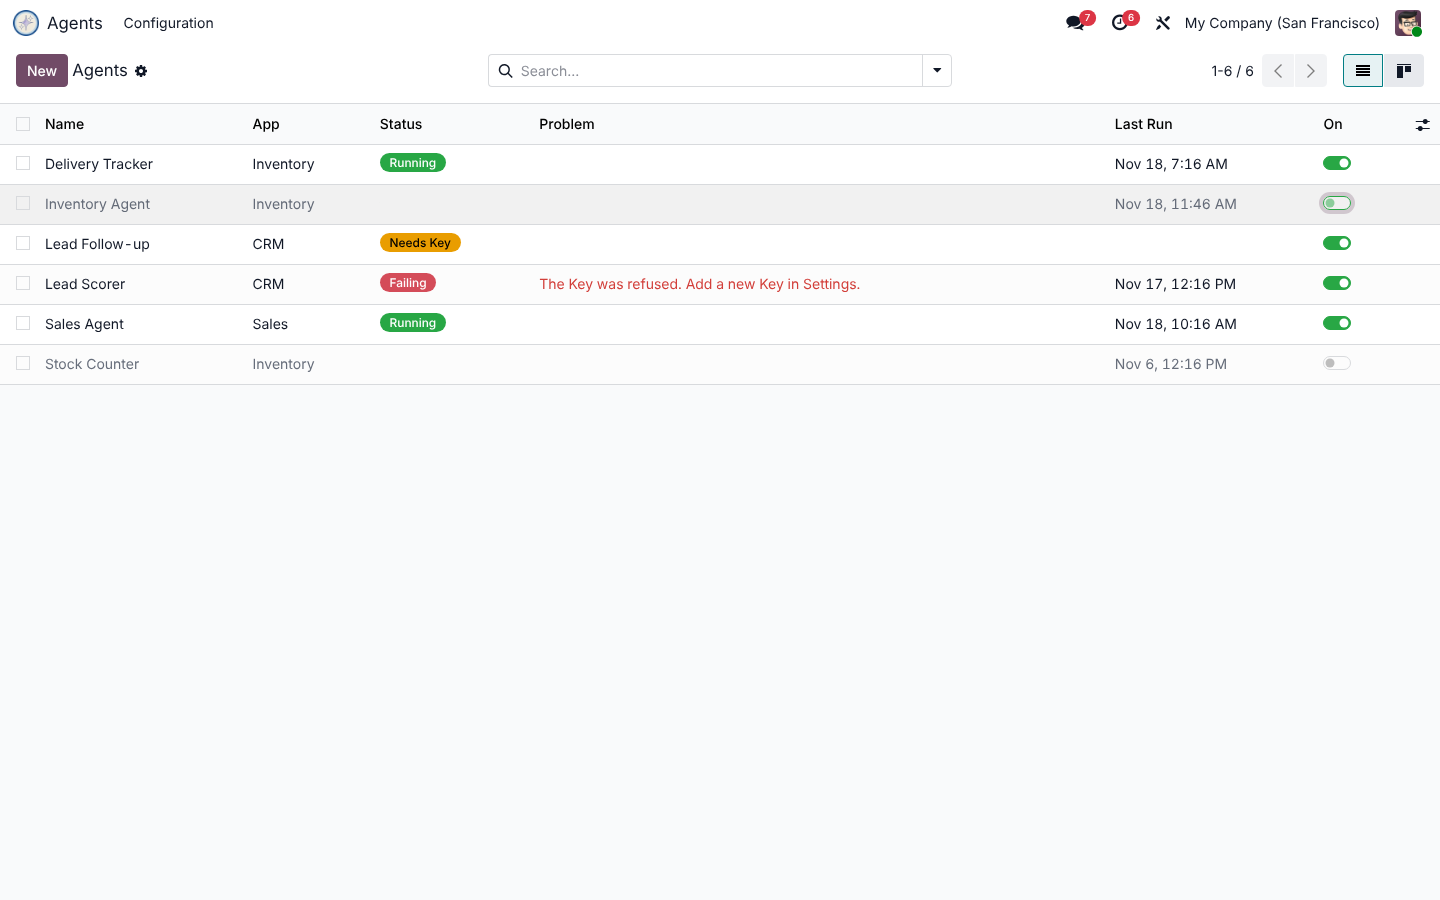 Agents Configuration 7 6 My Company (San Francisco)
New Agents Search... 1-6 / 6
Name App Status Problem Last Run On
Delivery Tracker Inventory Running Nov 18, 7:16 AM
Inventory Agent Inventory Nov 18, 11:46 AM
Lead Follow-up CRM Needs Key
Lead Scorer CRM Failing The Key was refused. Add a new Key in Settings. Nov 17, 12:16 PM
Sales Agent Sales Running Nov 18, 10:16 AM
Stock Counter Inventory Nov 6, 12:16 PM